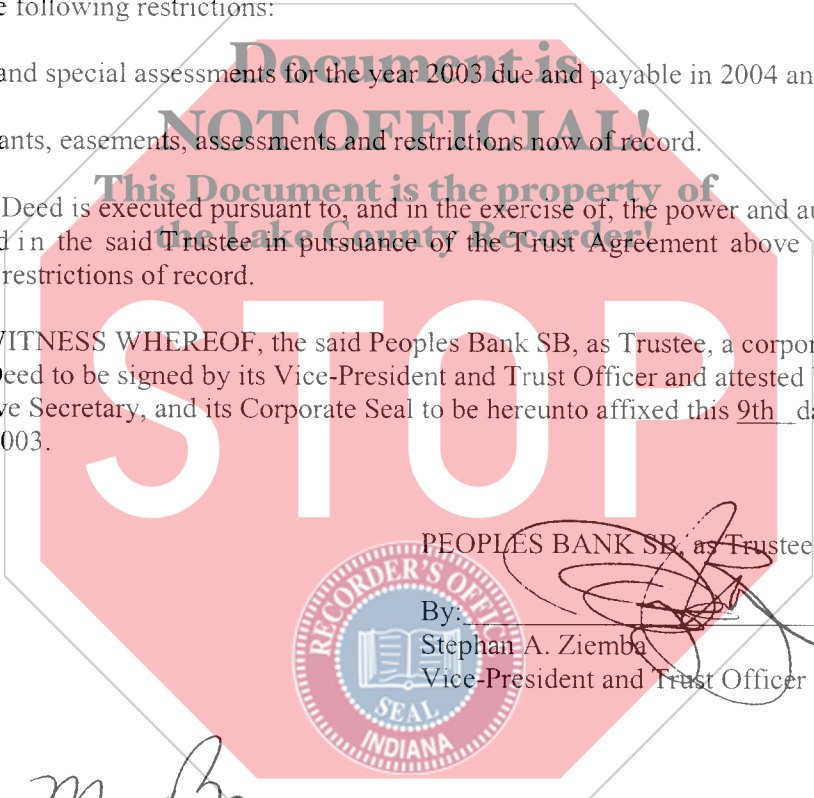 e following restrictions:
Document is
and special assessments for the year 2003 due and payable in 2004 an
NOT OFFICIAL!
ants, easements, assessments and restrictions now of record.
This Document is the property of
Deed is executed pursuant to, and in the exercise of, the power and au
the Lake County Recorder!
d in the said Trustee in pursuance of the Trust Agreement above
restrictions of record.
STOP
ITNESS WHEREOF, the said Peoples Bank SB, as Trustee, a corpor
Deed to be signed by its Vice-President and Trust Officer and attested
ve Secretary, and its Corporate Seal to be hereunto affixed this 9th da
003.
PEOPLES BANK SB, as Trustee
By:
Stephan A. Ziemba
Vice-President and Trust Officer
RECORDER'S OFFIC
SEAL
INDIANA